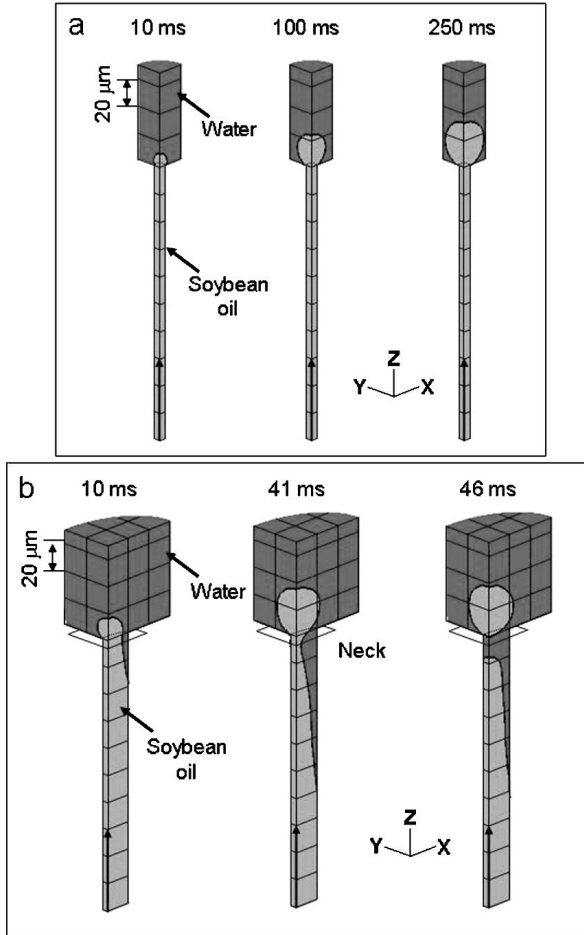 a
10 ms
100 ms
250 ms
20 μm
Water
Soybean
oil
Z
Y
X
b
10 ms
41 ms
46 ms
20 μm
Water
Neck
Soybean
oil
Z
Y
X